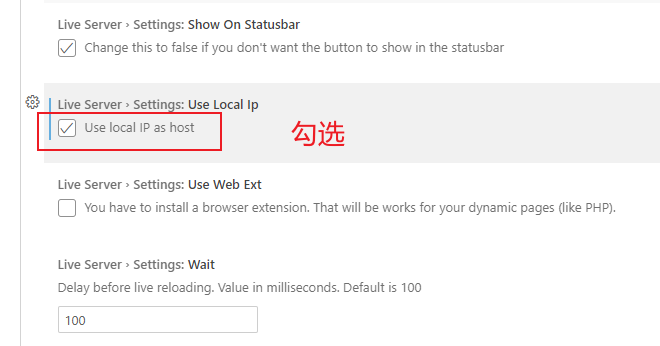 Live Server › Settings: Show On Statusbar
Change this to false if you don't want the button to show in the statusbar
Live Server › Settings: Use Local Ip
Use local IP as host
勾选
Live Server › Settings: Use Web Ext
You have to install a browser extension. That will be works for your dynamic pages (like PHP).
Live Server › Settings: Wait
Delay before live reloading. Value in milliseconds. Default is 100
100